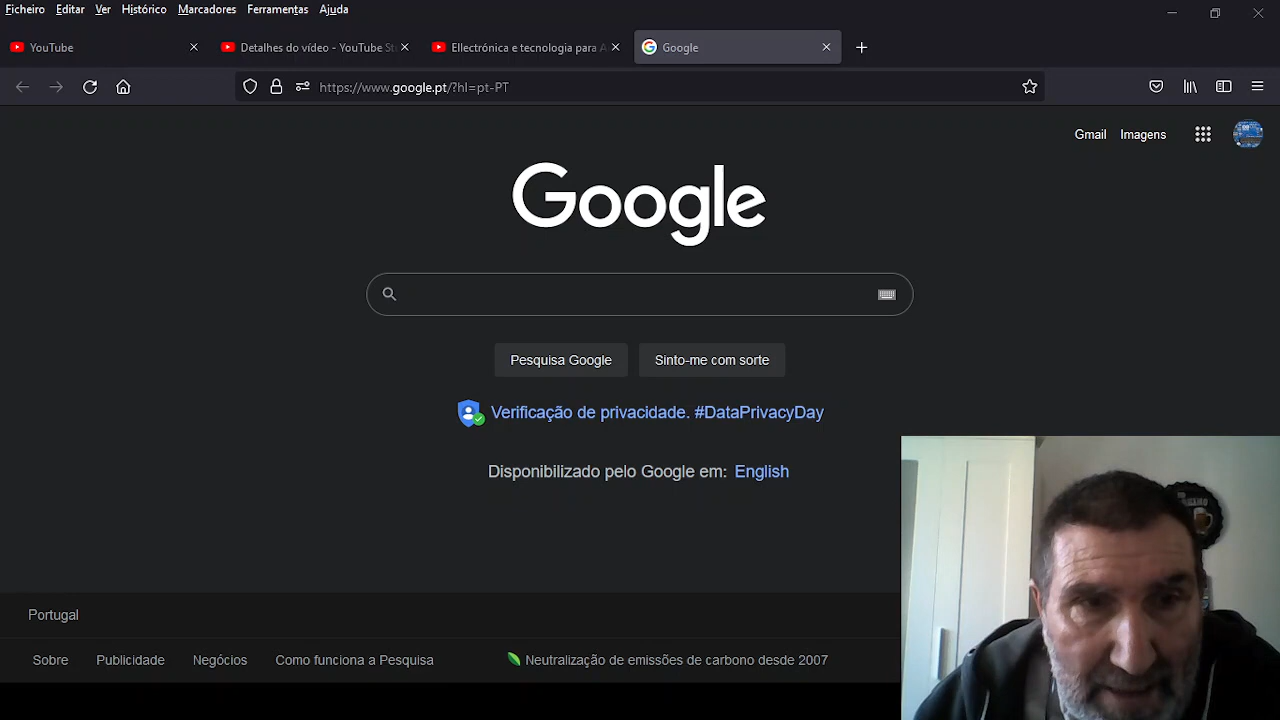 Ficheiro Editar Ver Histórico Marcadores Ferramentas Ajuda
YouTube
Detalhes do vídeo - YouTube St
Ellectrónica e tecnologia para A
Google
https://www.google.pt/?hl=pt-PT
Gmail Imagens
Google
Pesquisa Google Sinto-me com sorte
Verificação de privacidade. #DataPrivacyDay
Disponibilizado pelo Google em: English
Portugal
Sobre Publicidade Negócios Como funciona a Pesquisa Neutralização de emissões de carbono desde 2007